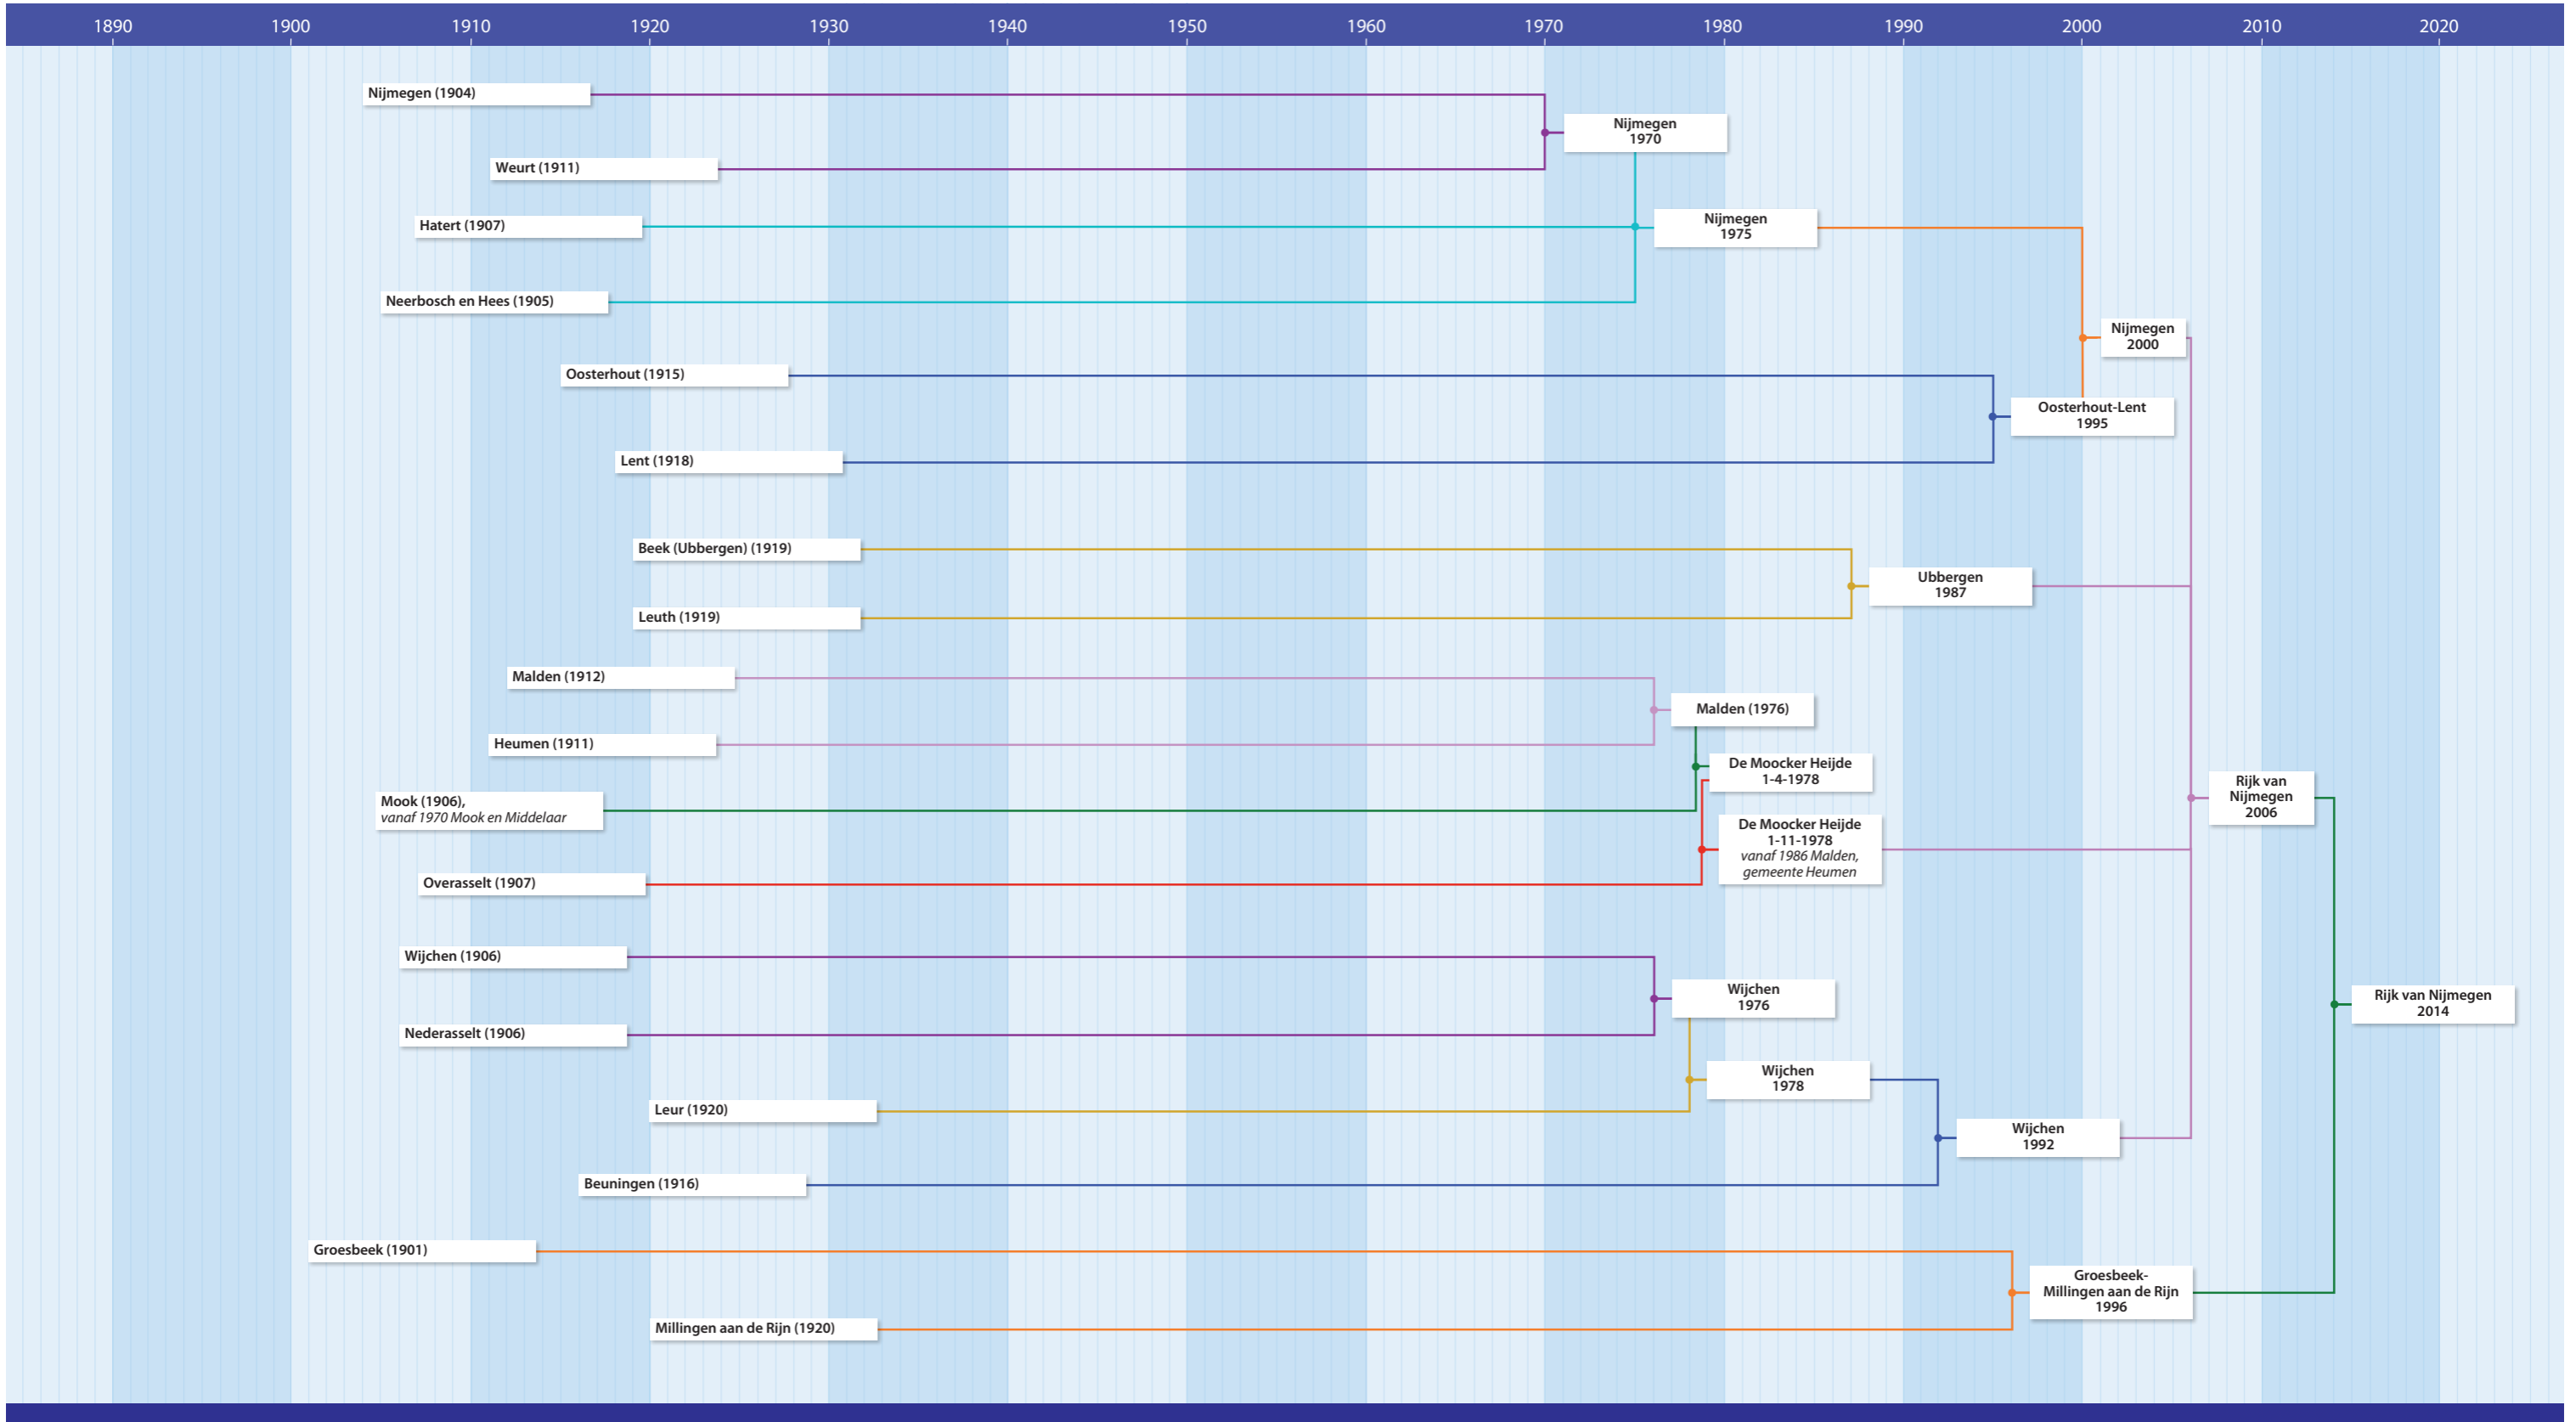 1890 1900 1910 1920 1930 1940 1950 1960 1970 1980 1990 2000 2010 2020
Nijmegen (1904)
Nijmegen
1970
Weurt (1911)
Hatert (1907)
Nijmegen
1975
Neerbosch en Hees (1905)
Nijmegen
2000
Oosterhout (1915)
Oosterhout-Lent
1995
Lent (1918)
Beek (Ubbergen) (1919)
Ubbergen
1987
Leuth (1919)
Malden (1912)
Malden (1976)
Heumen (1911)
De Moocker Heijde
1-4-1978
Mook (1906),
vanaf 1970 Mook en Middelaar
Rijk van
Nijmegen
2006
De Moocker Heijde
1-11-1978
vanaf 1986 Malden,
gemeente Heumen
Overasselt (1907)
Wijchen (1906)
Wijchen
1976
Rijk van Nijmegen
2014
Nederasselt (1906)
Wijchen
1978
Leur (1920)
Wijchen
1992
Beuningen (1916)
Groesbeek (1901)
Groesbeek-
Millingen aan de Rijn
1996
Millingen aan de Rijn (1920)